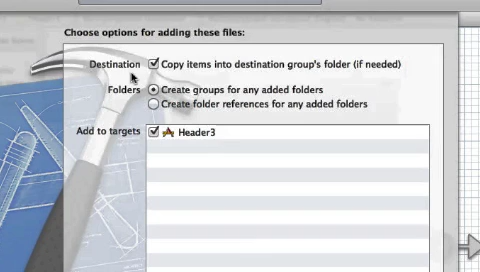 Choose options for adding these files:
Destination Copy items into destination group's folder (if needed)
Folders Create groups for any added folders
Create folder references for any added folders
Add to targets Header3